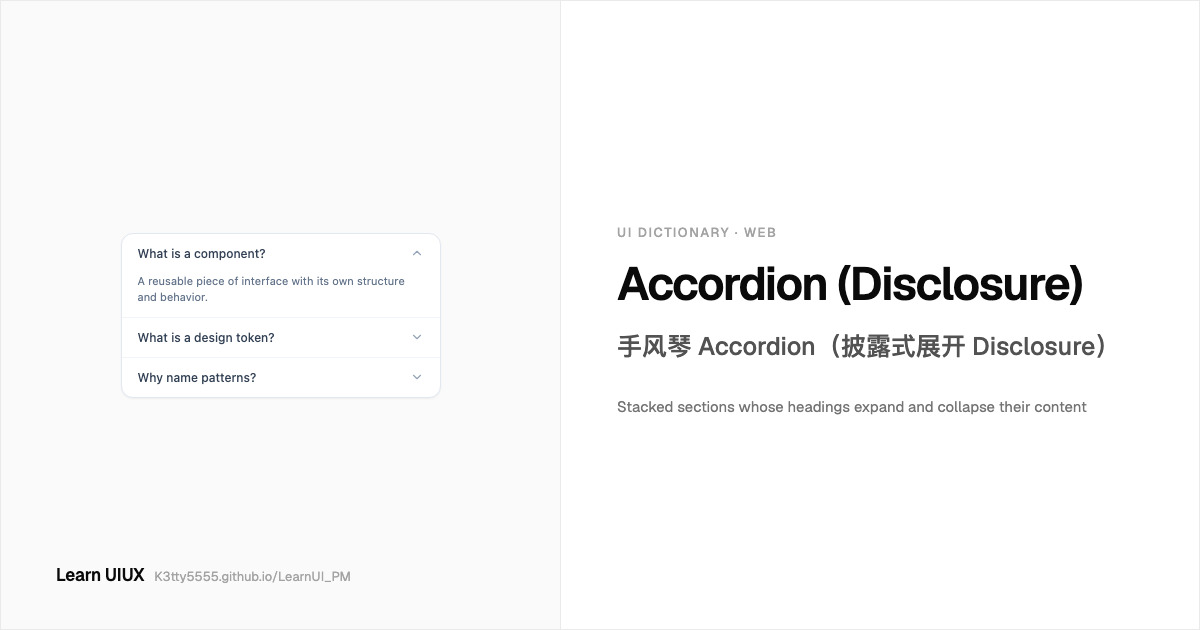 What is a component?
A reusable piece of interface with its own structure
and behavior.
What is a design token?
Why name patterns?
Learn UIUX K3tty5555.github.io/LearnUI_PM
UI DICTIONARY · WEB
Accordion (Disclosure)
手风琴 Accordion（披露式展开 Disclosure）
Stacked sections whose headings expand and collapse their content